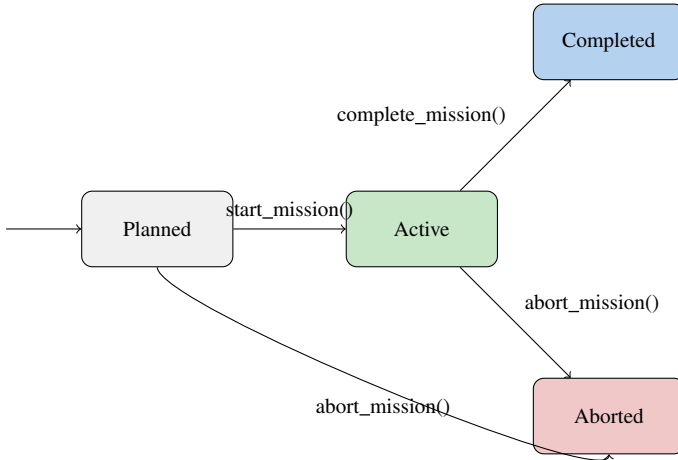 Completed
complete_mission()
start_mission()
Planned
Active
abort_mission()
abort_mission()
Aborted